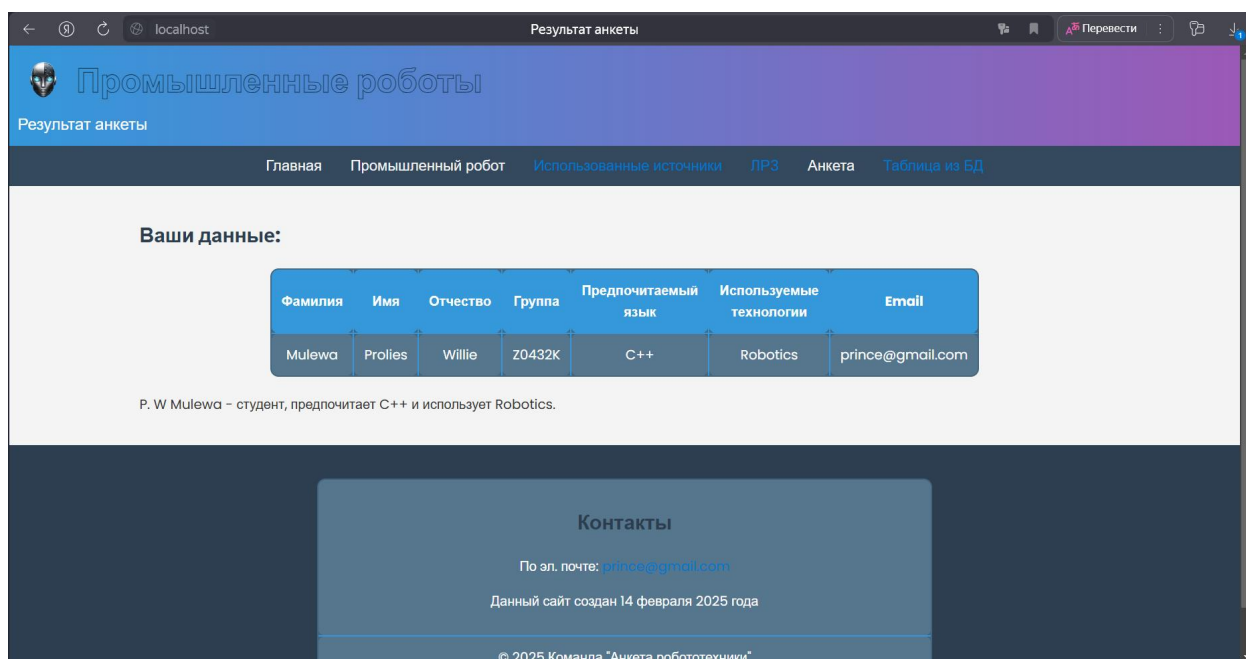 localhost
Результат анкеты
Перевести
Промышленные роботы
Результат анкеты
Главная Промышленный робот Использованные источники ЛР3 Анкета Таблица из БД
Ваши данные:
Фамилия Имя Отчество Группа Предпочитаемый язык Используемые технологии Email
Mulewa Prolies Willie Z0432K C++ Robotics prince@gmail.com
P. W Mulewa - студент, предпочитает C++ и использует Robotics.
Контакты
По эл. почте: prince@gmail.com
Данный сайт создан 14 февраля 2025 года
© 2025 Команда "Анкета робототехники"